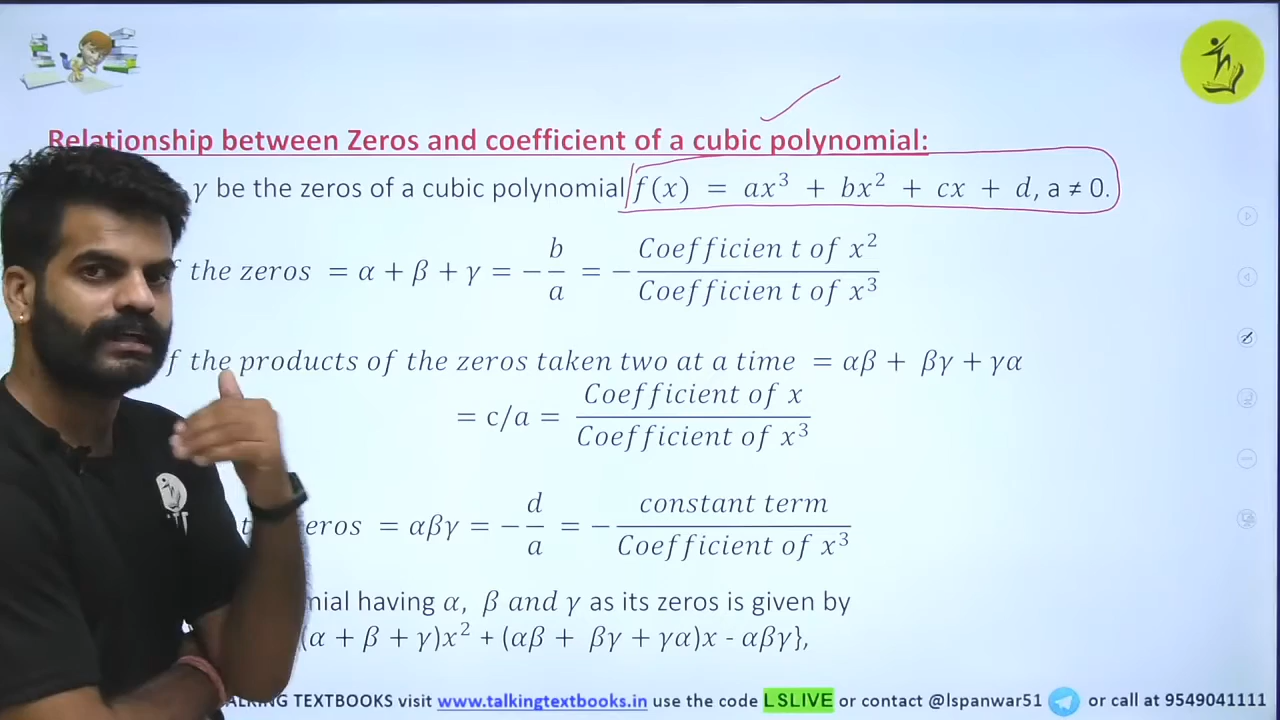 Relationship between Zeros and coefficient of a cubic polynomial:
γ be the zeros of a cubic polynomial f(x) = ax³ + bx² + cx + d, a ≠ 0.
the zeros = α + β + γ = − b/a = − Coefficien t of x² / Coefficien t of x³
the products of the zeros taken two at a time = αβ + βγ + γα
= c/a = Coefficient of x / Coefficient of x³
= αβγ = − d/a = − constant term / Coefficient of x³
having α, β and γ as its zeros is given by
(α + β + γ)x² + (αβ + βγ + γα)x - αβγ},
TEXTBOOKS visit www.talkingtextbooks.in use the code LSLIVE or contact @lspanwar51 or call at 9549041111